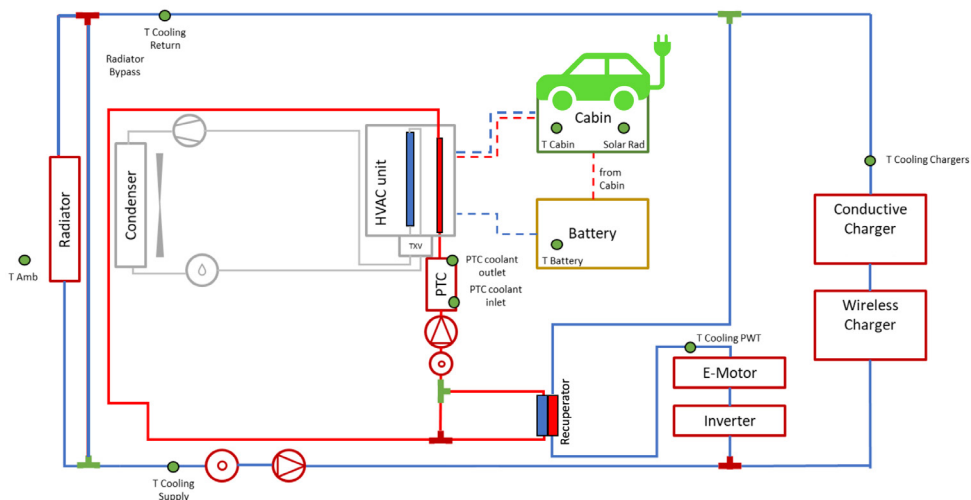 T Cooling
Return
Radiator
Bypass
Cabin
T Cabin
Solar Rad
T Cooling Chargers
from
Cabin
HVAC unit
Condenser
Radiator
T Amb
TXV
Battery
T Battery
Conductive
Charger
PTC coolant
outlet
PTC
PTC coolant
inlet
Wireless
Charger
T Cooling PWT
E-Motor
Recuperator
Inverter
T Cooling
Supply